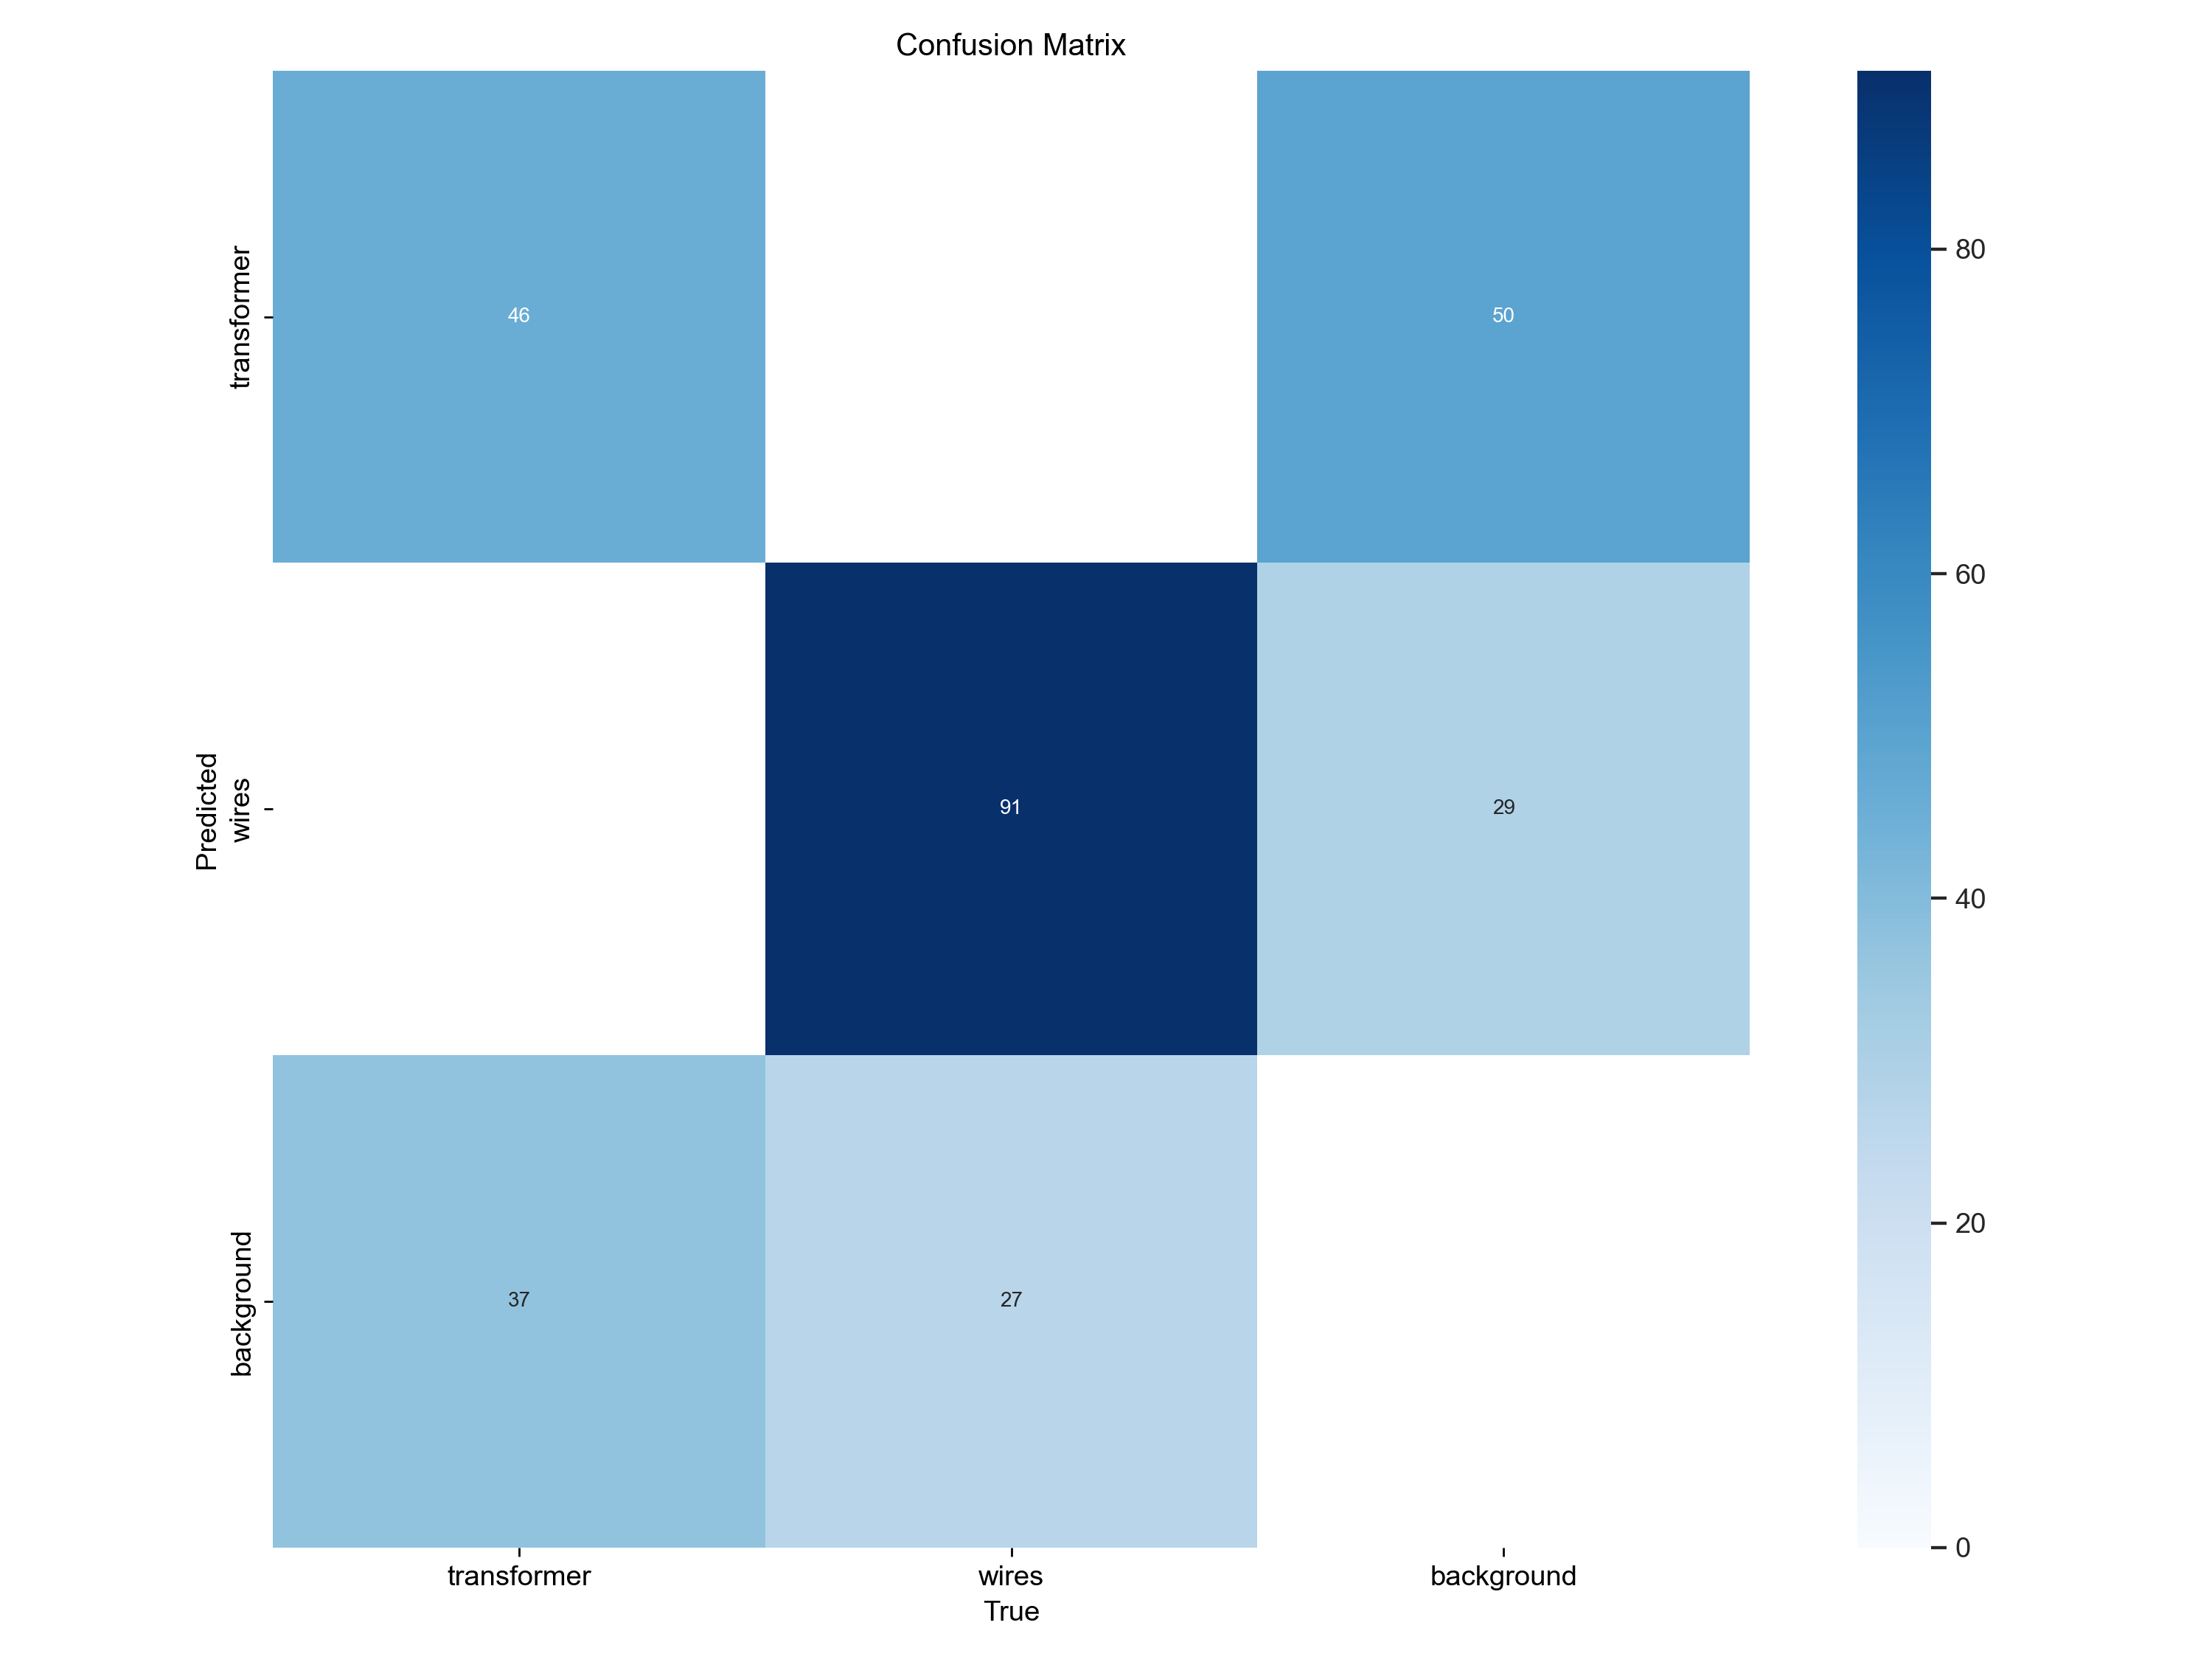 Confusion Matrix
transformer
46
50
80
60
Predicted
wires
91
29
40
background
37
27
20
0
transformer
wires
background
True